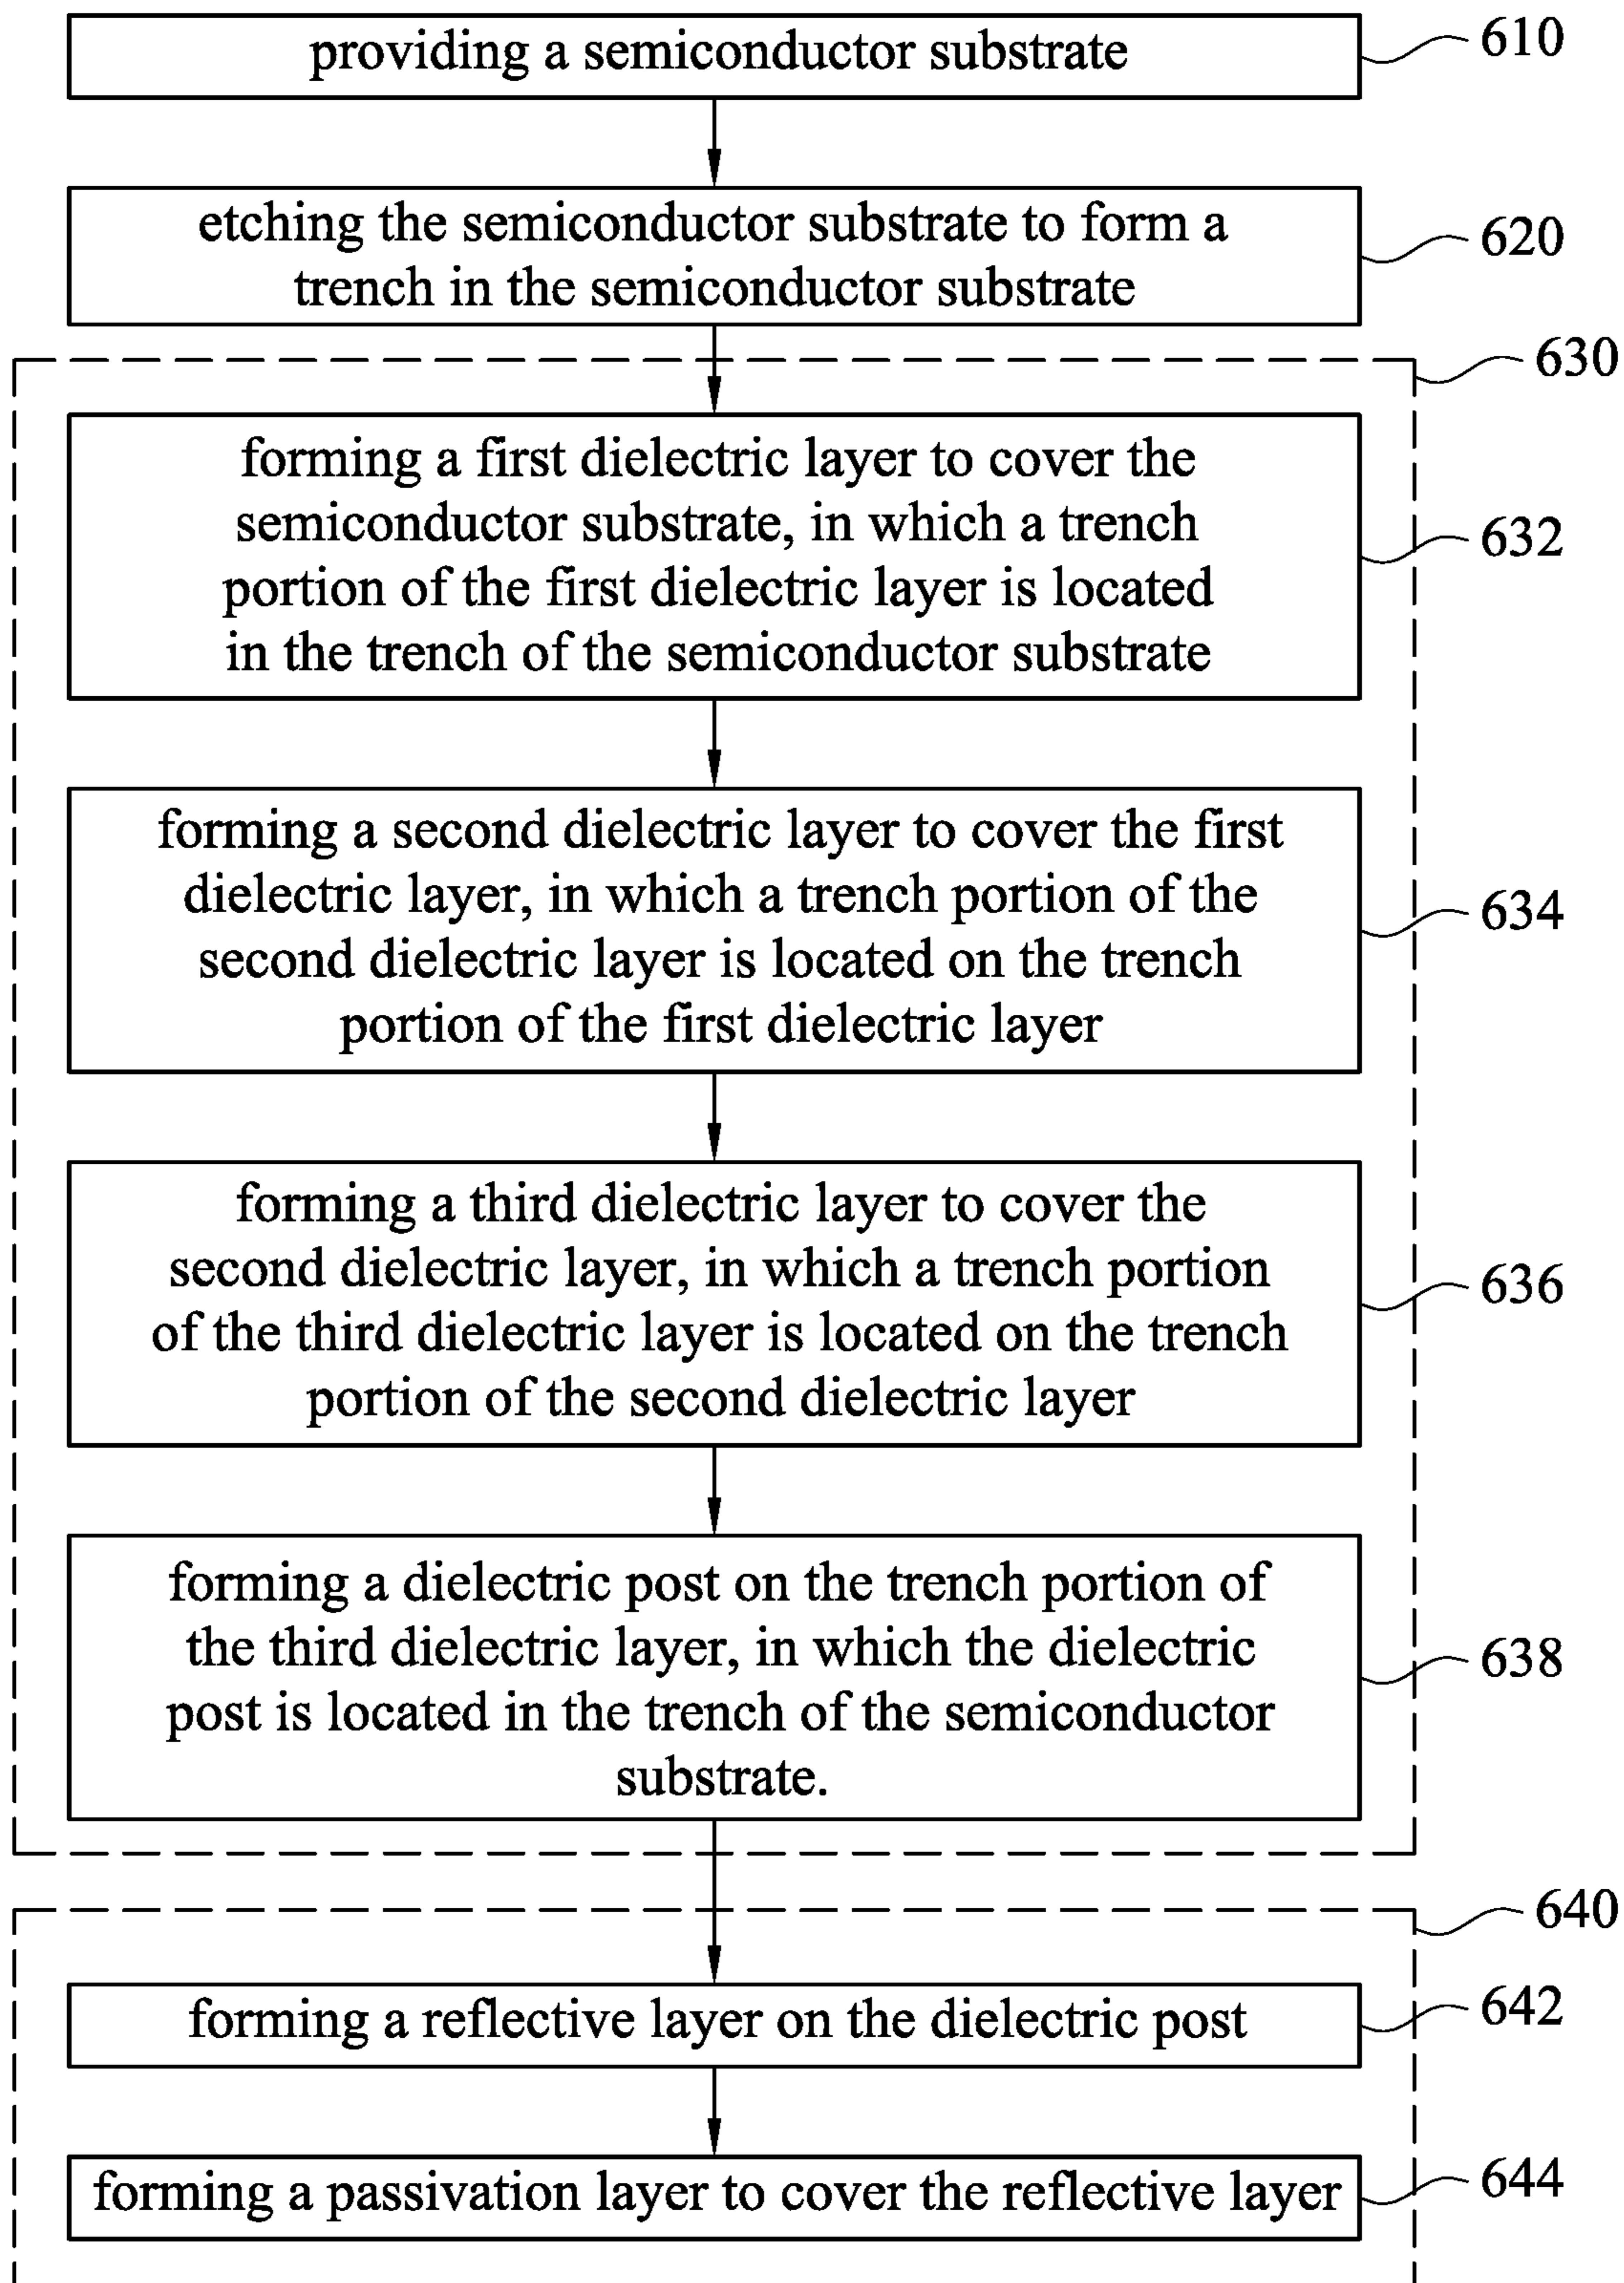 providing a semiconductor substrate
610
etching the semiconductor substrate to form a
trench in the semiconductor substrate
620
630
forming a first dielectric layer to cover the
semiconductor substrate, in which a trench
portion of the first dielectric layer is located
in the trench of the semiconductor substrate
632
forming a second dielectric layer to cover the first
dielectric layer, in which a trench portion of the
second dielectric layer is located on the trench
portion of the first dielectric layer
634
forming a third dielectric layer to cover the
second dielectric layer, in which a trench portion
of the third dielectric layer is located on the trench
portion of the second dielectric layer
636
forming a dielectric post on the trench portion of
the third dielectric layer, in which the dielectric
post is located in the trench of the semiconductor
substrate.
638
640
forming a reflective layer on the dielectric post
642
forming a passivation layer to cover the reflective layer
644